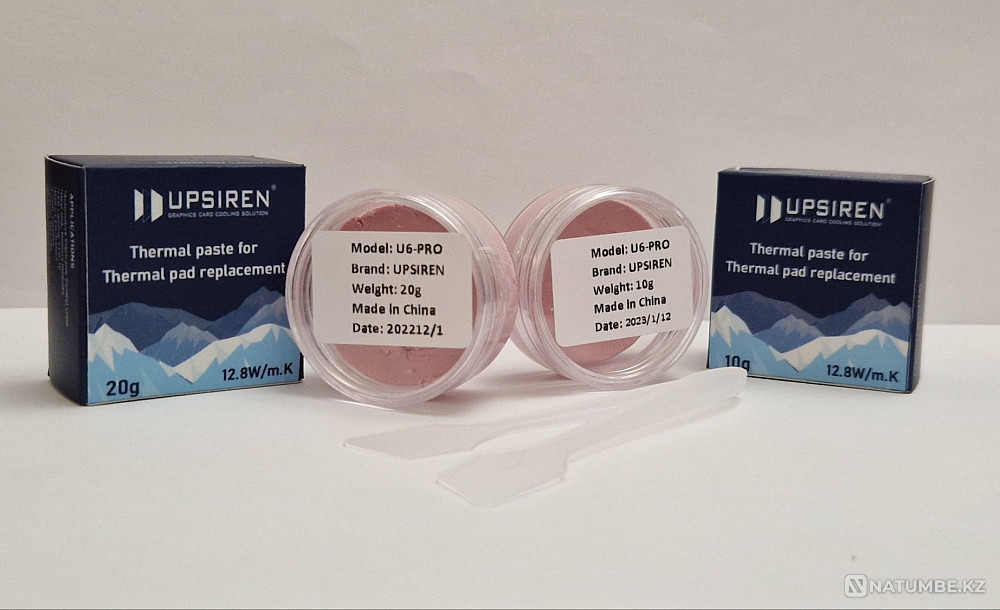 UPSIREN®
GRAPHICS CARD COOLING SOLUTION
Thermal paste for
Thermal pad replacement
20g
12.8W/m.K
APPLICATIONS
Model: U6-PRO
Brand: UPSIREN
Weight: 20g
Made in China
Date: 202212/1
Model: U6-PRO
Brand: UPSIREN
Weight: 10g
Made in China
Date: 2023/1/12
UPSIREN®
GRAPHICS CARD COOLING SOLUTION
Thermal paste for
Thermal pad replacement
10g
12.8W/m.K
NATUMBE.KZ